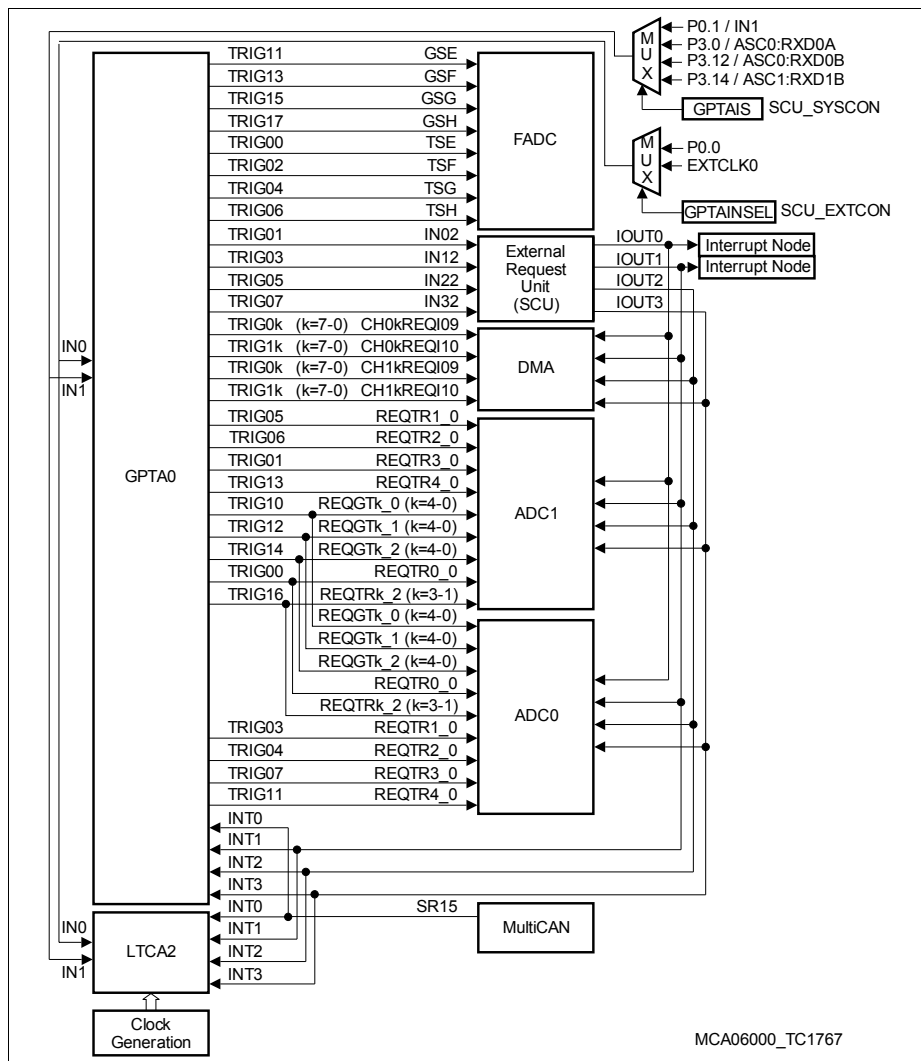 TRIG11 GSE
TRIG13 GSF
TRIG15 GSG
TRIG17 GSH
TRIG00 TSE
TRIG02 TSF
TRIG04 TSG
TRIG06 TSH
FADC
MUX
P0.1 / IN1
P3.0 / ASC0:RXD0A
P3.12 / ASC0:RXD0B
P3.14 / ASC1:RXD1B
GPTAIS SCU_SYSCON
MUX
P0.0
EXTCLK0
GPTAINSEL SCU_EXTCON
TRIG01 IN02
TRIG03 IN12
TRIG05 IN22
TRIG07 IN32
External
Request
Unit
(SCU)
IOUT0 Interrupt Node
IOUT1 Interrupt Node
IOUT2
IOUT3
TRIG0k (k=7-0) CH0kREQI09
TRIG1k (k=7-0) CH0kREQI10
TRIG0k (k=7-0) CH1kREQI09
TRIG1k (k=7-0) CH1kREQI10
DMA
IN0
IN1
GPTA0
TRIG05 REQTR1_0
TRIG06 REQTR2_0
TRIG01 REQTR3_0
TRIG13 REQTR4_0
TRIG10 REQGTk_0 (k=4-0)
TRIG12 REQGTk_1 (k=4-0)
TRIG14 REQGTk_2 (k=4-0)
TRIG00 REQTR0_0
TRIG16 REQTRk_2 (k=3-1)
ADC1
REQGTk_0 (k=4-0)
REQGTk_1 (k=4-0)
REQGTk_2 (k=4-0)
REQTR0_0
REQTRk_2 (k=3-1)
TRIG03 REQTR1_0
TRIG04 REQTR2_0
TRIG07 REQTR3_0
TRIG11 REQTR4_0
ADC0
INT0
INT1
INT2
INT3
INT0
INT1
INT2
INT3
SR15
MultiCAN
IN0
IN1
LTCA2
Clock
Generation
MCA06000_TC1767